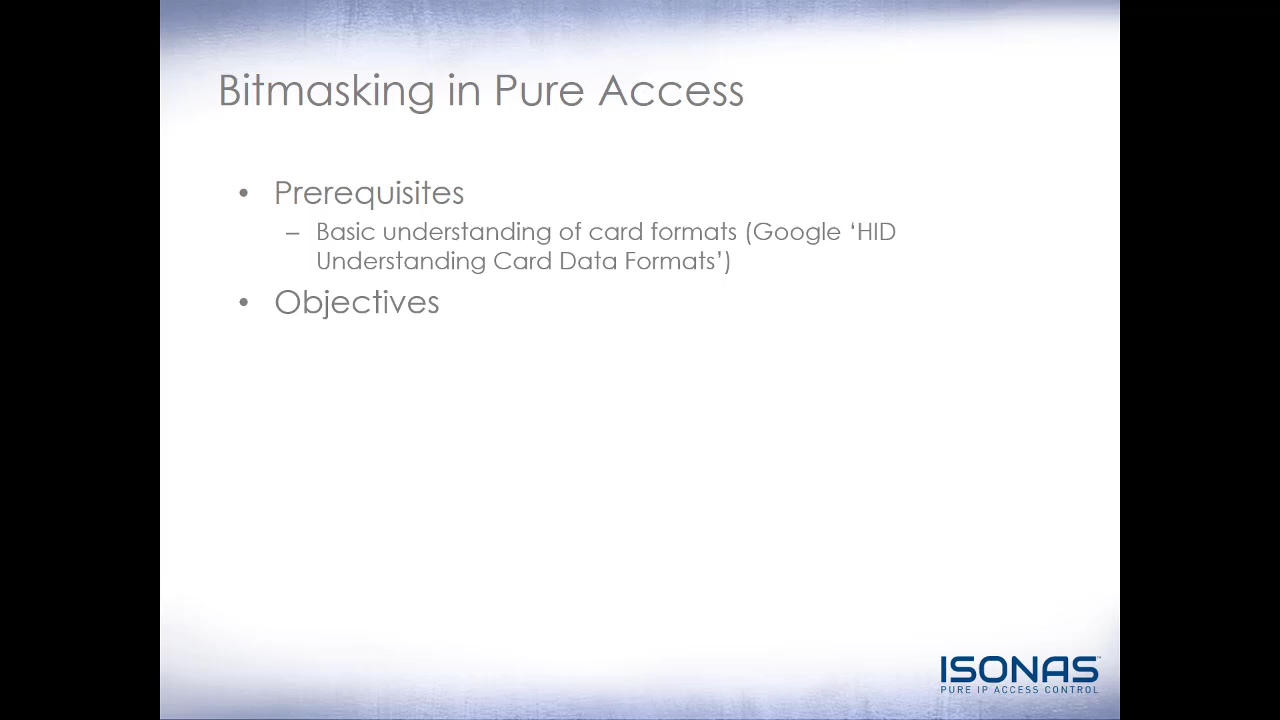 Bitmasking in Pure Access
• Prerequisites
– Basic understanding of card formats (Google ‘HID
Understanding Card Data Formats’)
• Objectives
ISONAS™
PURE IP ACCESS CONTROL